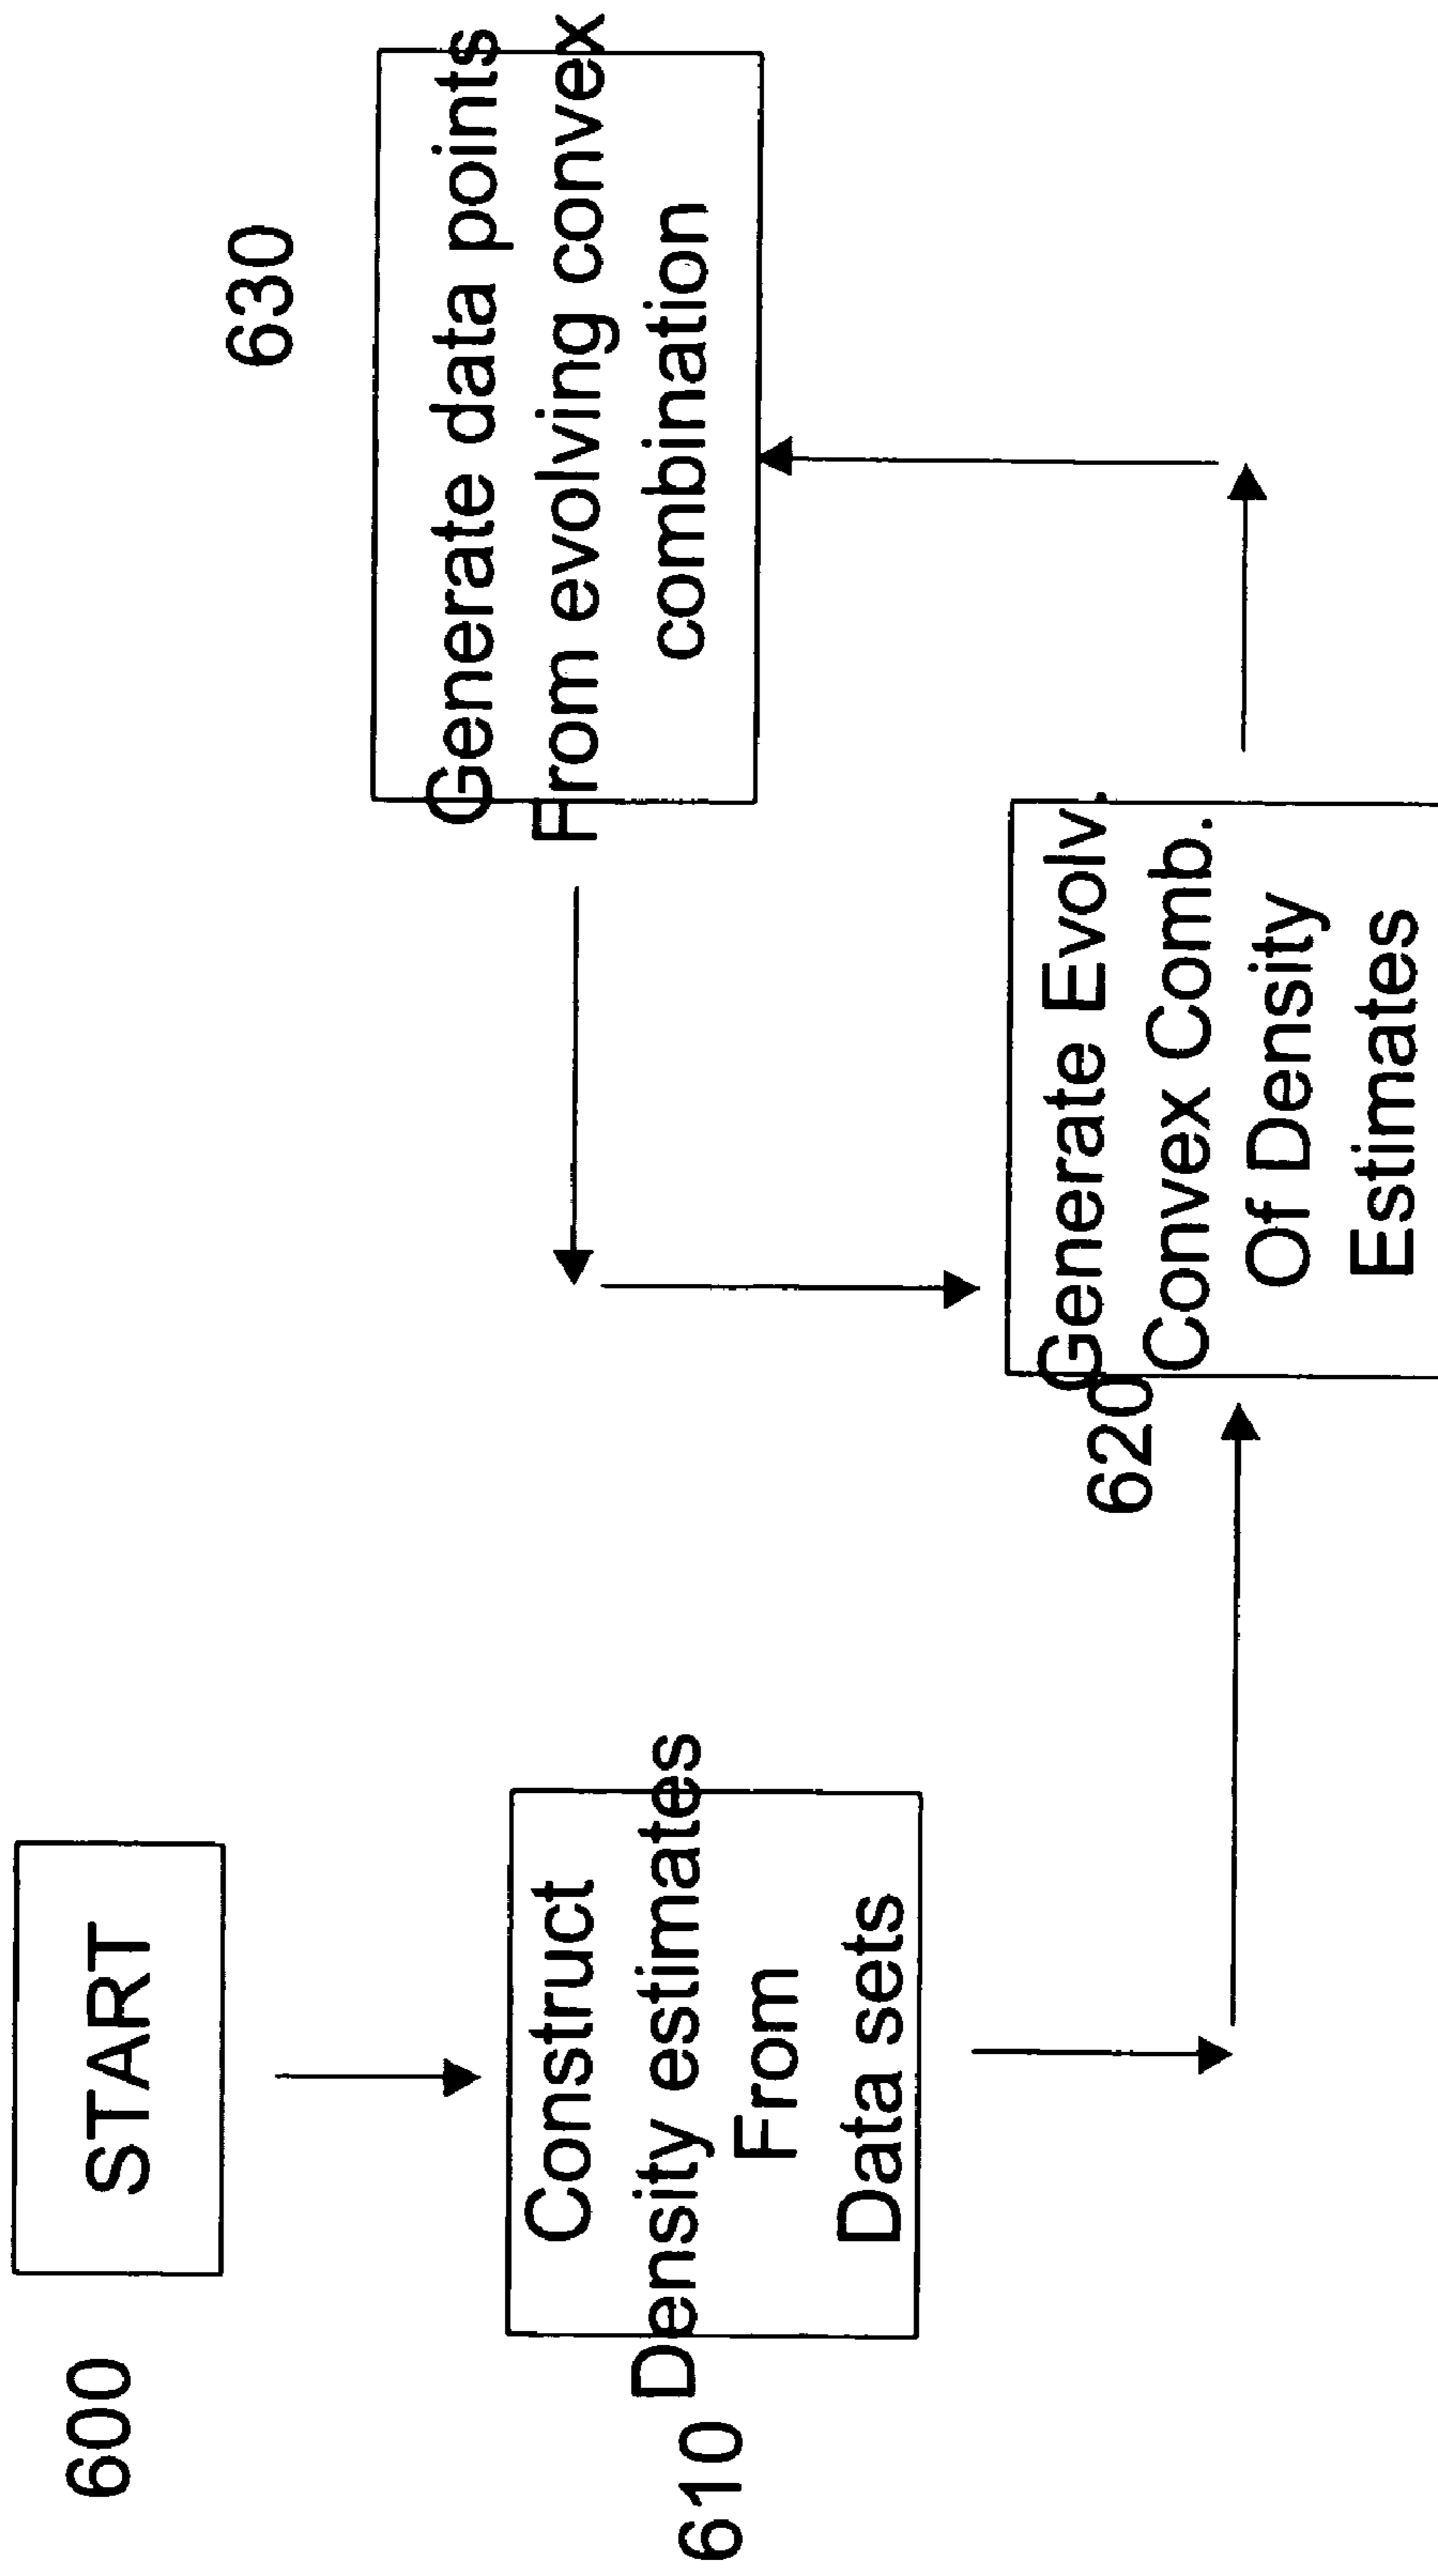 600
START
610
Construct
Density estimates
From
Data sets
620
Generate Evolv.
Convex Comb.
Of Density
Estimates
630
Generate data points
From evolving convex
combination